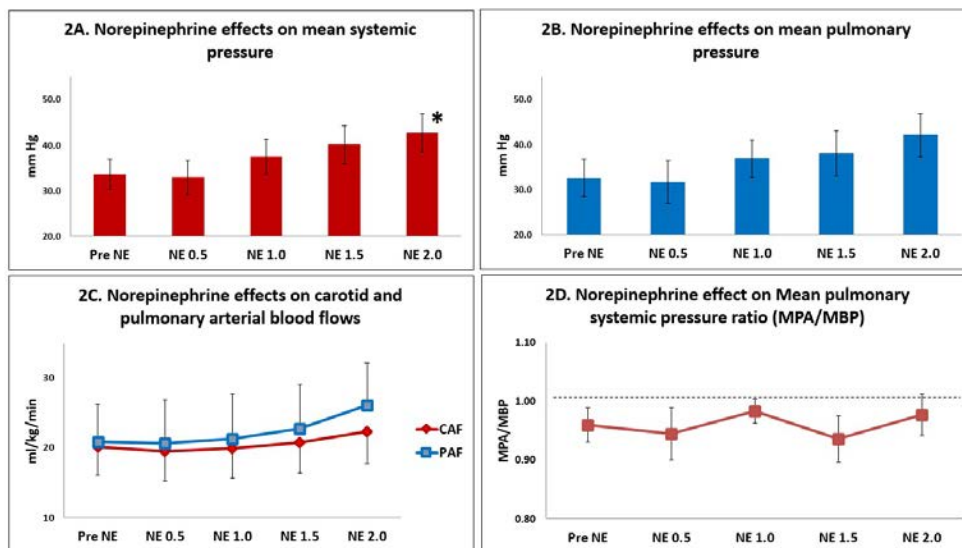 2A. Norepinephrine effects on mean systemic
pressure
50.0
40.0
30.0
20.0
mm Hg
*
Pre NE NE 0.5 NE 1.0 NE 1.5 NE 2.0
2B. Norepinephrine effects on mean pulmonary
pressure
50.0
40.0
30.0
20.0
mm Hg
Pre NE NE 0.5 NE 1.0 NE 1.5 NE 2.0
2C. Norepinephrine effects on carotid and
pulmonary arterial blood flows
30
20
10
ml/kg/min
CAF
PAF
Pre NE NE 0.5 NE 1.0 NE 1.5 NE 2.0
2D. Norepinephrine effect on Mean pulmonary
systemic pressure ratio (MPA/MBP)
1.10
1.00
0.90
0.80
MPA/MBP
Pre NE NE 0.5 NE 1.0 NE 1.5 NE 2.0